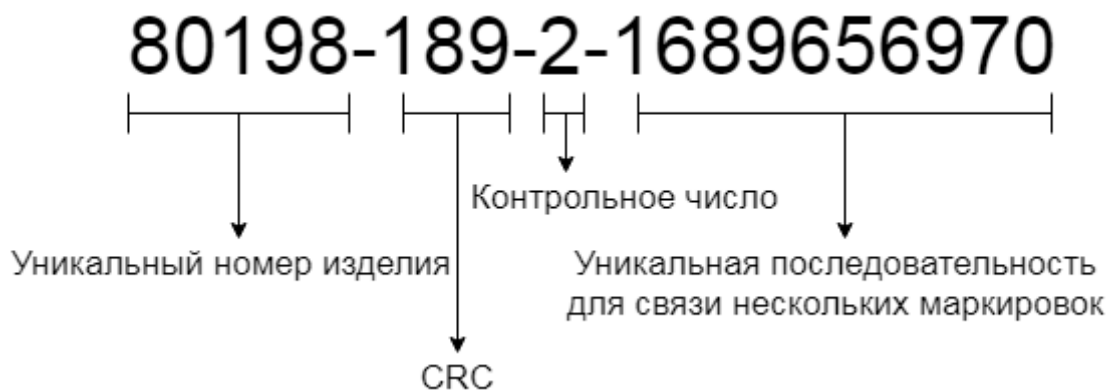 80198-189-2-1689656970
Контрольное число
Уникальный номер изделия
Уникальная последовательность
для связи нескольких маркировок
CRC